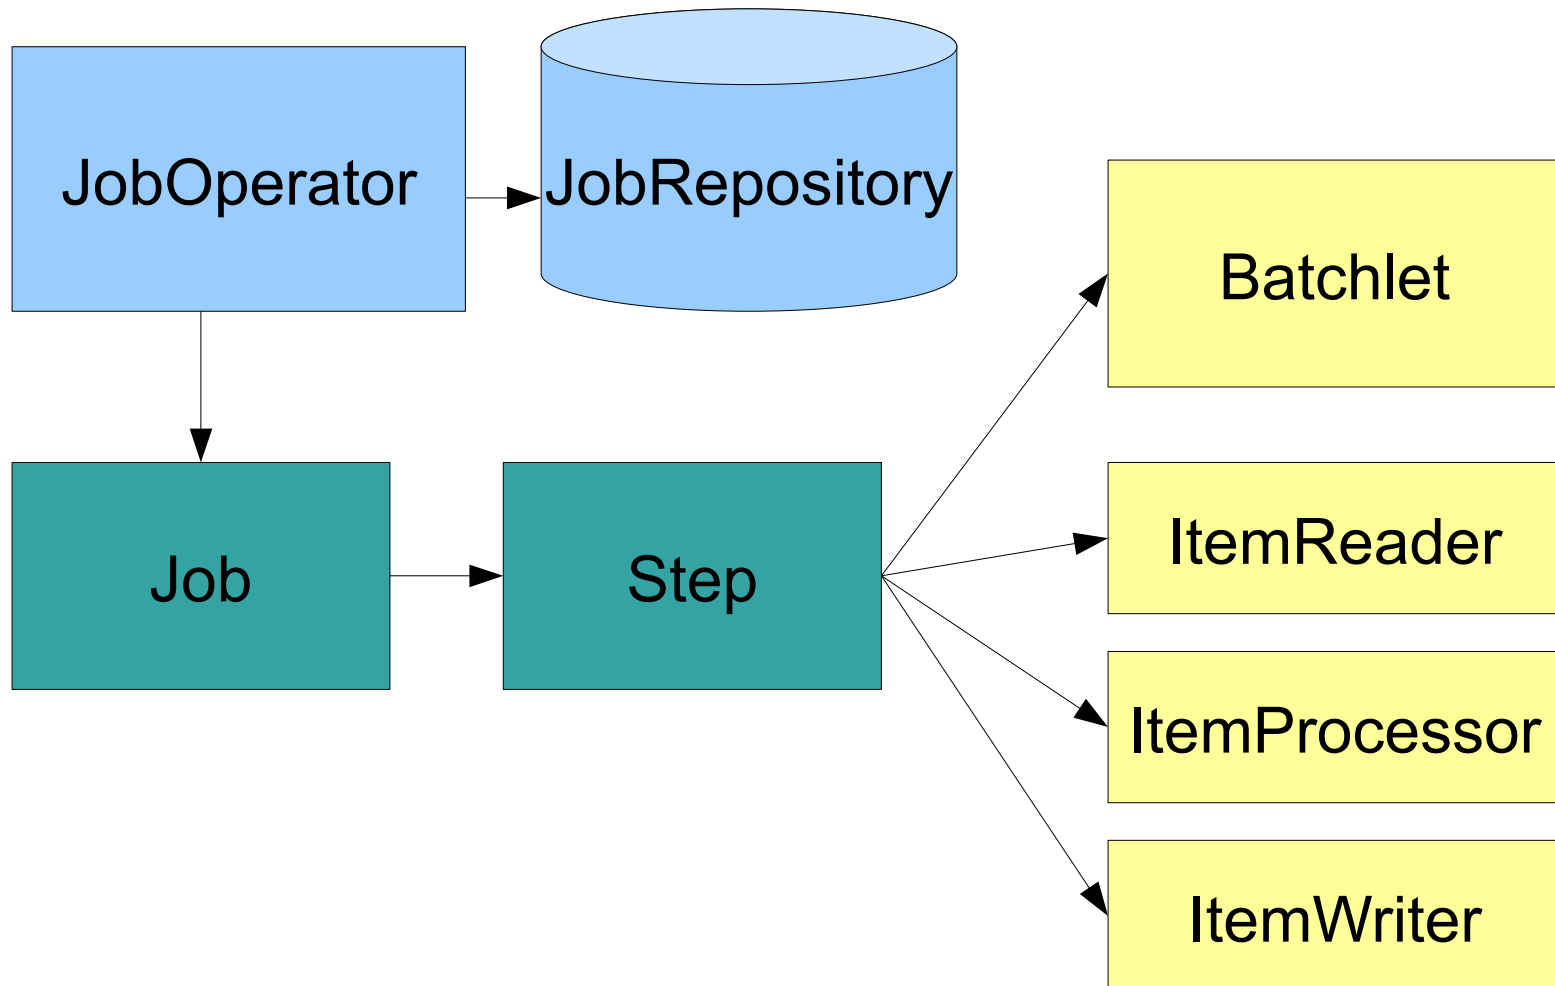 JobOperator
JobRepository
Batchlet
ItemReader
Job
Step
ItemProcessor
ItemWriter